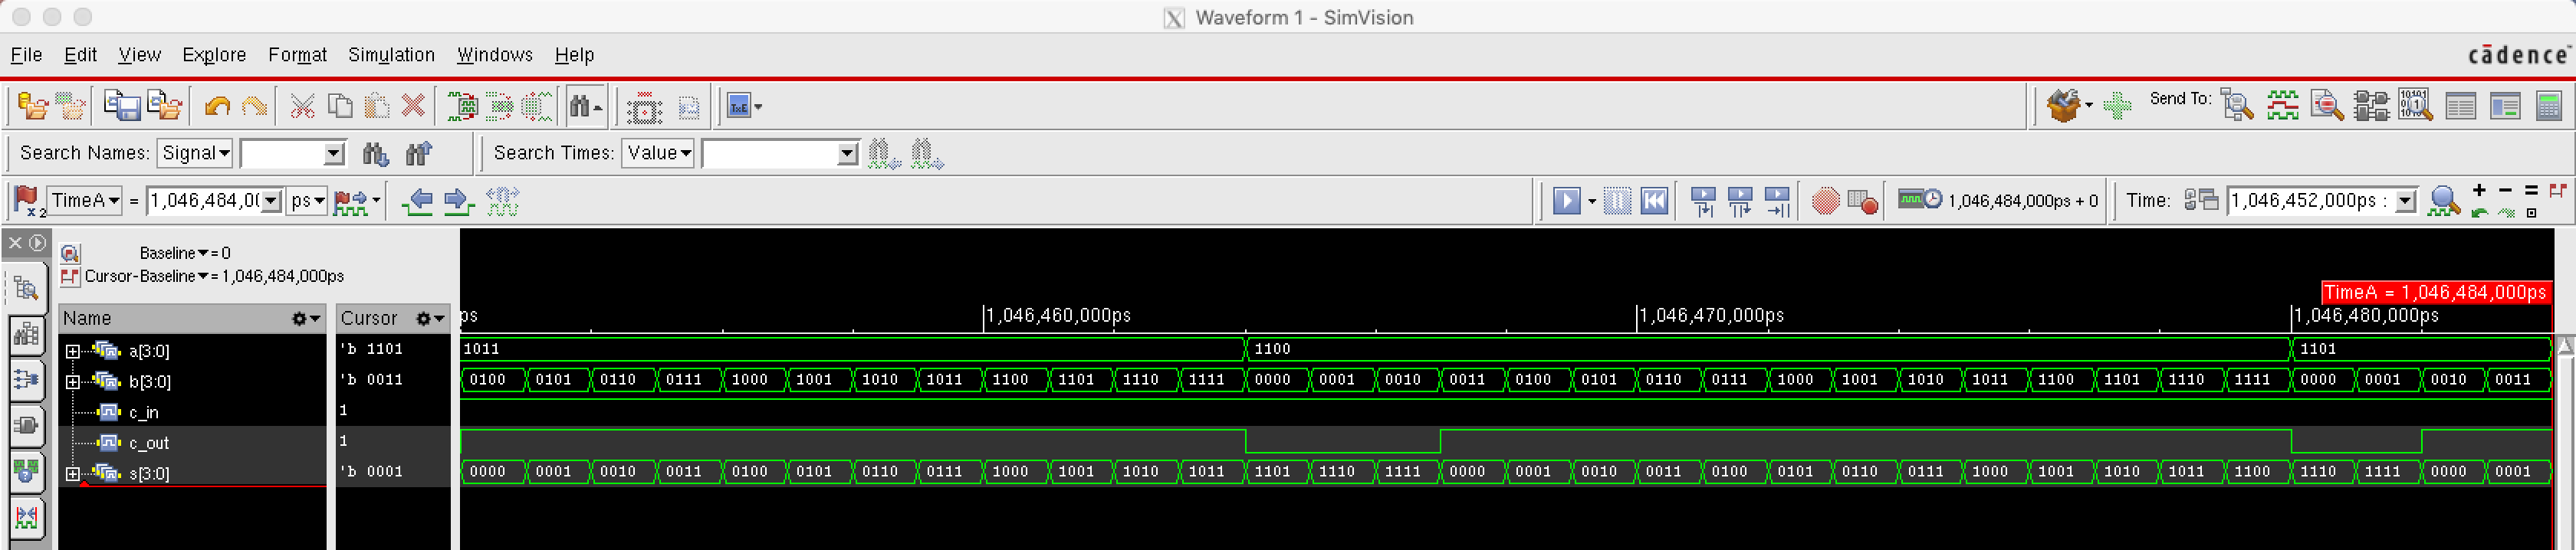 Waveform 1 - SimVision
File Edit View Explore Format Simulation Windows Help cādence™
TxE Send To:
Search Names: Signal Search Times: Value
x2 TimeA = 1,046,484,0( ps 1,046,484,000ps + 0 Time: 1,046,452,000ps :
Baseline = 0
Cursor-Baseline = 1,046,484,000ps
TimeA = 1,046,484,000ps
Name Cursor ps 1,046,460,000ps 1,046,470,000ps 1,046,480,000ps
a[3:0] 'b 1101 1011 1100 1101
b[3:0] 'b 0011 0100 0101 0110 0111 1000 1001 1010 1011 1100 1101 1110 1111 0000 0001 0010 0011 0100 0101 0110 0111 1000 1001 1010 1011 1100 1101 1110 1111 0000 0001 0010 0011
c_in 1
c_out 1
s[3:0] 'b 0001 0000 0001 0010 0011 0100 0101 0110 0111 1000 1001 1010 1011 1101 1110 1111 0000 0001 0010 0011 0100 0101 0110 0111 1000 1001 1010 1011 1100 1110 1111 0000 0001